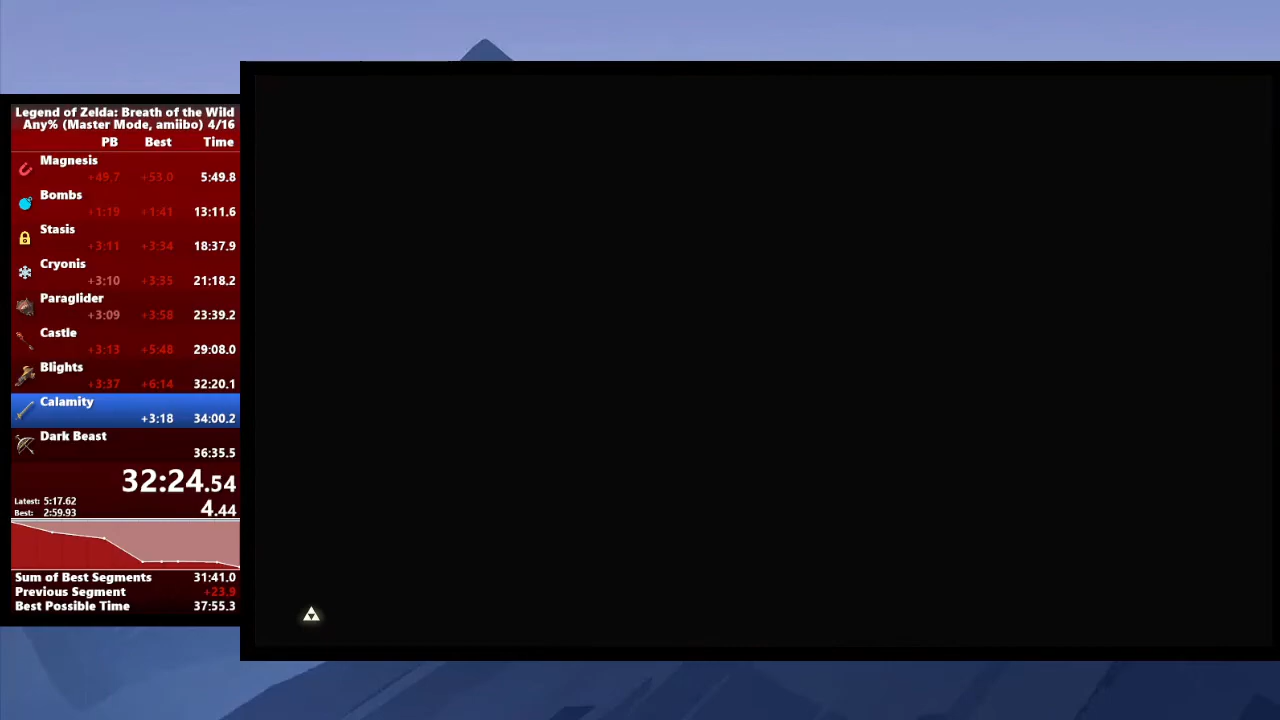 Legend of Zelda: Breath of the Wild
Any% (Master Mode, amiibo) 4/16
PB Best Time
Magnesis
+49.7 +53.0 5:49.8
Bombs
+1:19 +1:41 13:11.6
Stasis
+3:11 +3:34 18:37.9
Cryonis
+3:10 +3:35 21:18.2
Paraglider
+3:09 +3:58 23:39.2
Castle
+3:13 +5:48 29:08.0
Blights
+3:37 +6:14 32:20.1
Calamity
+3:18 34:00.2
Dark Beast
36:35.5
32:24.54
Latest: 5:17.62
Best: 2:59.93 4.44
Sum of Best Segments 31:41.0
Previous Segment +23.9
Best Possible Time 37:55.3